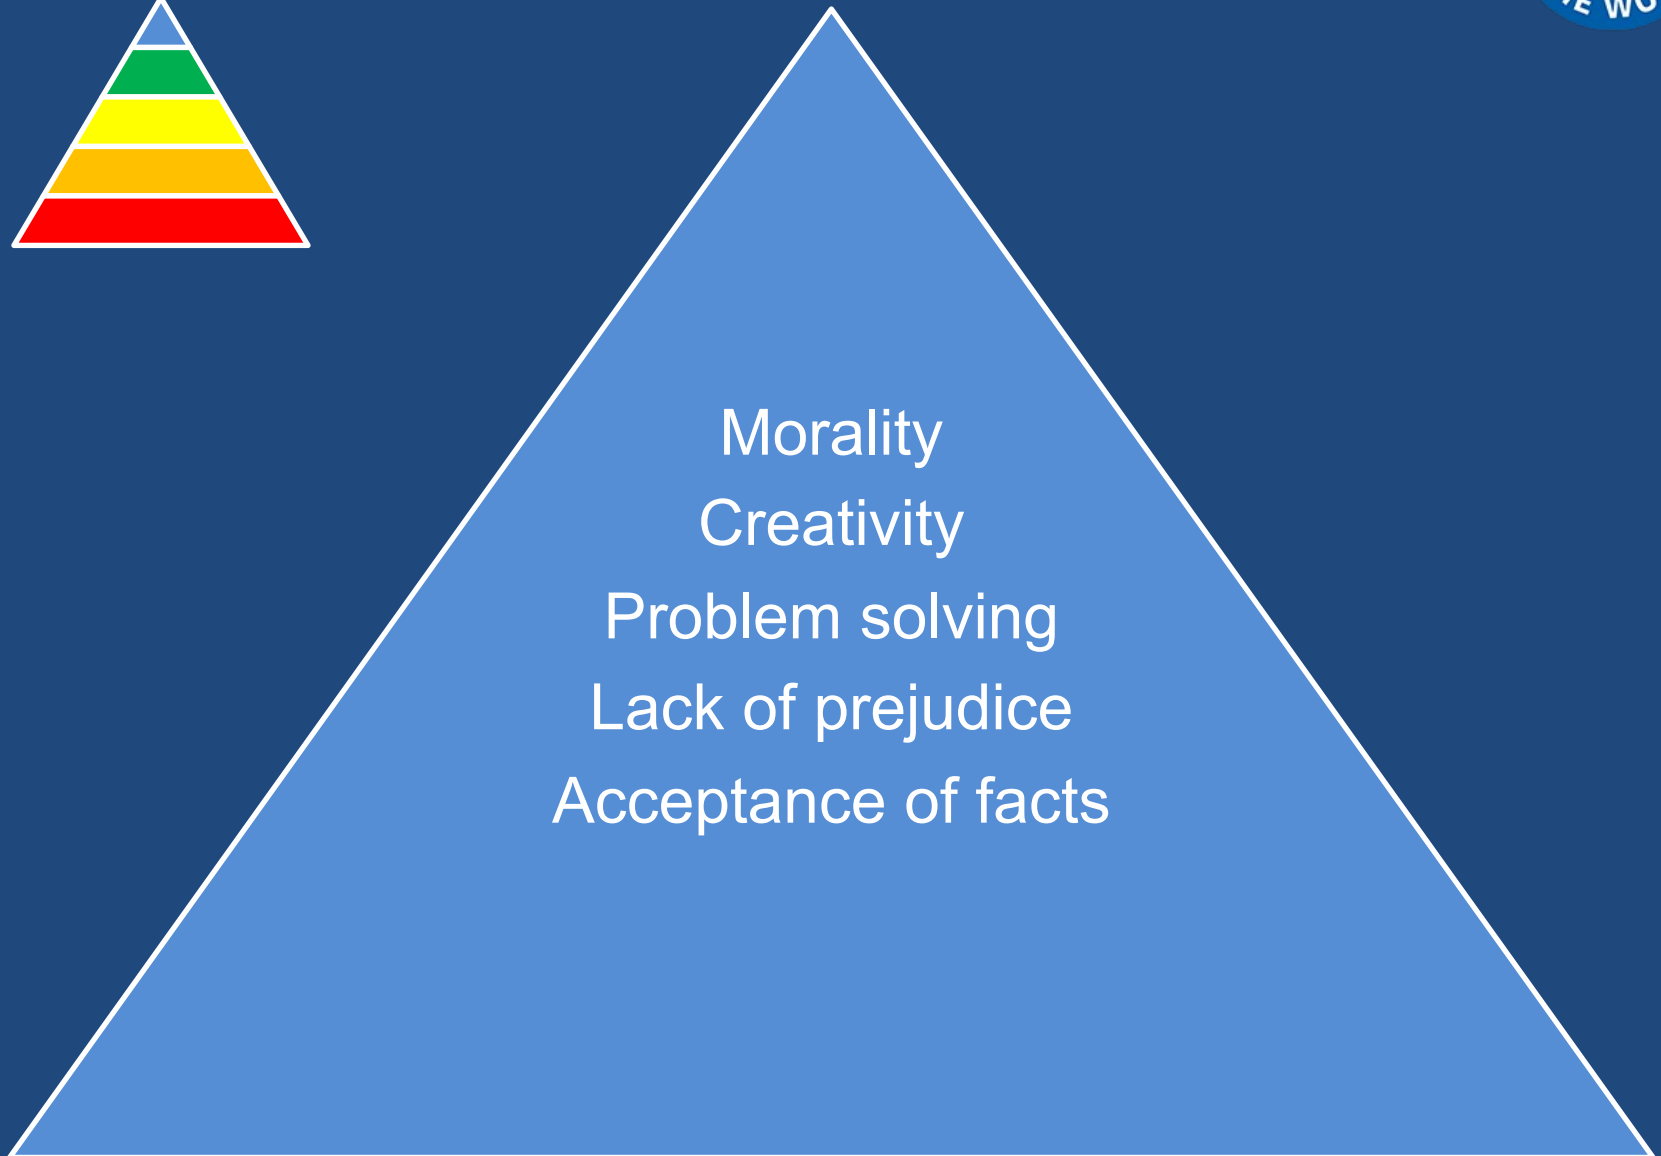 Morality
Creativity
Problem solving
Lack of prejudice
Acceptance of facts